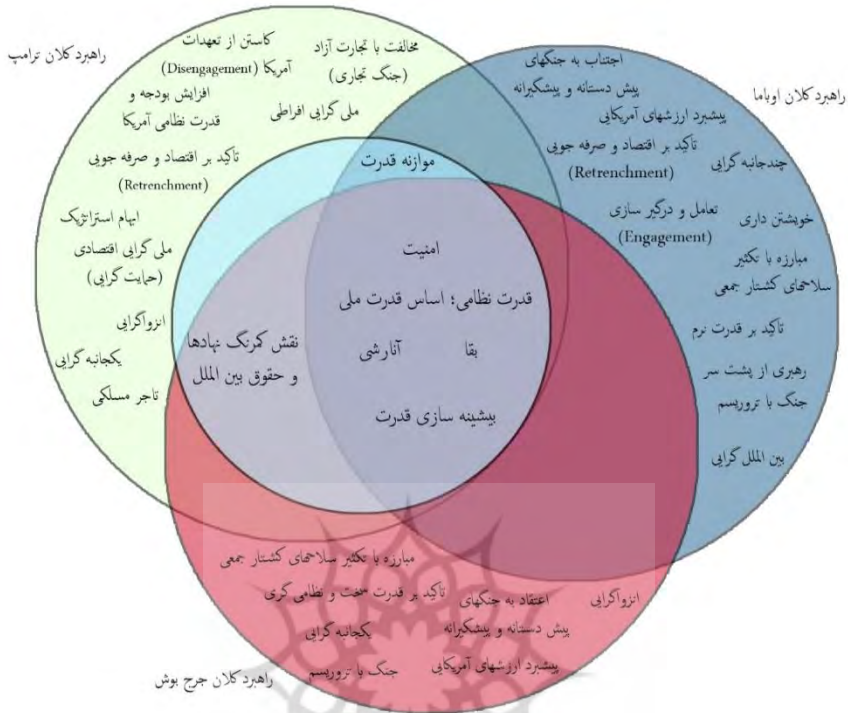 راهبرد کلان ترامپ
مخالفت با تجارت آزاد
(جنگ تجاری)
کاستن از تعهدات
آمریکا (Disengagement)
ملی گرایی افراطی
افزایش بودجه و
قدرت نظامی آمریکا
تاکید بر اقتصاد و صرفه جویی
(Retrenchment)
ابهام استراتژیک
ملی گرایی اقتصادی
(حمایت گرایی)
انزواگرایی
یکجانبه گرایی
تاجر مسلکی
راهبرد کلان اوباما
اجتناب به جنگهای
پیش دستانه و پیشگیرانه
پیشبرد ارزشهای آمریکایی
تاکید بر اقتصاد و صرفه جویی
(Retrenchment)
چندجانبه گرایی
تعامل و درگیر سازی
(Engagement)
خویشتن داری
مبارزه با تکثیر
سلاحهای کشتار جمعی
تاکید بر قدرت نرم
رهبری از پشت سر
جنگ با تروریسم
بین الملل گرایی
موازنه قدرت
امنیت
قدرت نظامی؛ اساس قدرت ملی
بقا
آنارشی
بیشینه سازی قدرت
نقش کمرنگ نهادها
و حقوق بین الملل
مبارزه با تکثیر سلاحهای کشتار جمعی
انزواگرایی
اعتقاد به جنگهای
پیش دستانه و پیشگیرانه
تاکید بر قدرت سخت و نظامی گری
یکجانبه گرایی
پیشبرد ارزشهای آمریکایی
جنگ با تروریسم
راهبرد کلان جرج بوش